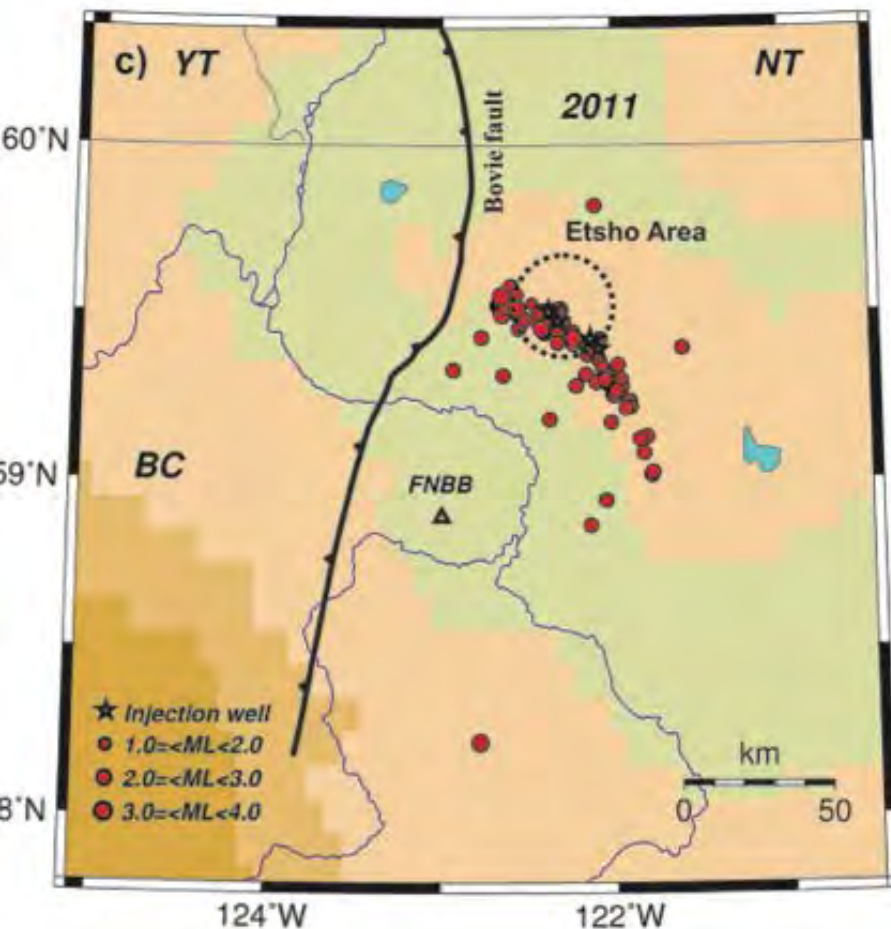 c) YT
NT
2011
60°N
Bovie fault
Etsho Area
BC
59°N
FNBB
Injection well
1.0=<ML<2.0
2.0=<ML<3.0
3.0=<ML<4.0
km
0 50
8°N
124°W
122°W